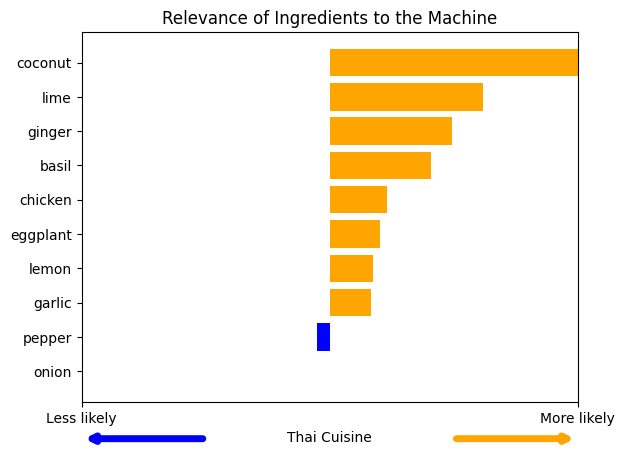 Relevance of Ingredients to the Machine
coconut
lime
ginger
basil
chicken
eggplant
lemon
garlic
pepper
onion
Less likely
More likely
Thai Cuisine